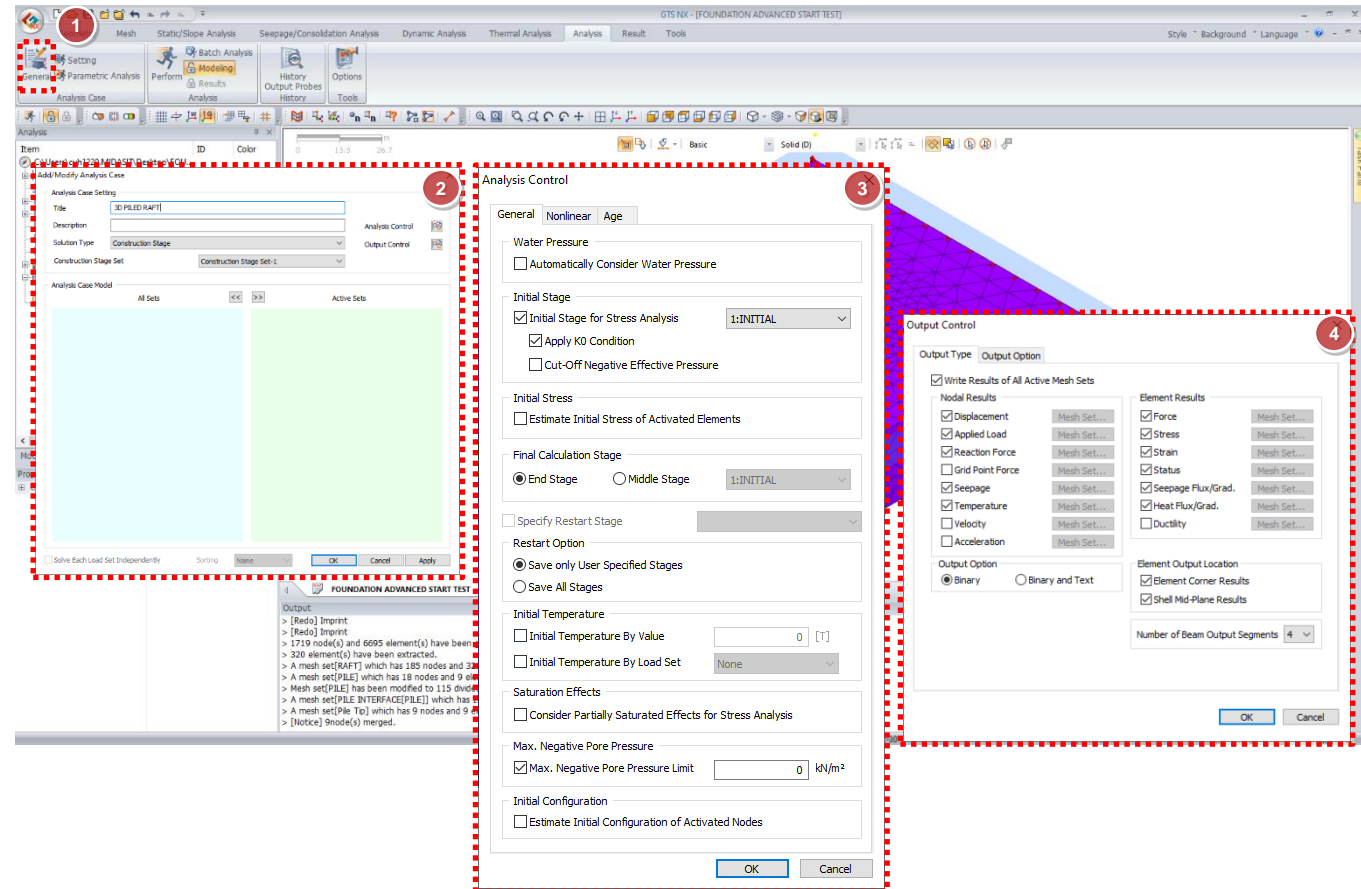 GTS NX - [FOUNDATION ADVANCED START TEST]
1
Mesh Static/Slope Analysis Seepage/Consolidation Analysis Dynamic Analysis Thermal Analysis Analysis Result Tools
Style Background Language
General
Setting
Parametric Analysis
Analysis Case
Perform
Batch Analysis
Modeling
Results
Analysis
History
Output Probes
History
Options
Tools
Analysis
Item ID Color
0 13.3 26.7
m
Basic
Solid (D)
Add/Modify Analysis Case
2
Analysis Case Setting
Title 3D PILED RAFT
Description
Analysis Control
Solution Type Construction Stage
Output Control
Construction Stage Set Construction Stage Set-1
Analysis Case Model
All Sets << >> Active Sets
Solve Each Load Set Independently Sorting Name OK Cancel Apply
FOUNDATION ADVANCED START TEST
Output
> [Redo] Imprint
> [Redo] Imprint
> 1719 node(s) and 6695 element(s) have been
> 320 element(s) have been extracted.
> A mesh set[RAFT] which has 185 nodes and 32
> A mesh set[PILE] which has 18 nodes and 9 el
> Mesh set[PILE] has been modified to 115 divide
> A mesh set[PILE INTERFACE[PILE]] which has
> A mesh set[Pile Tip] which has 9 nodes and 9 e
> [Notice] 9node(s) merged.
Analysis Control
3
General Nonlinear Age
Water Pressure
Automatically Consider Water Pressure
Initial Stage
Initial Stage for Stress Analysis 1:INITIAL
Apply K0 Condition
Cut-Off Negative Effective Pressure
Initial Stress
Estimate Initial Stress of Activated Elements
Final Calculation Stage
End Stage Middle Stage 1:INITIAL
Specify Restart Stage
Restart Option
Save only User Specified Stages
Save All Stages
Initial Temperature
Initial Temperature By Value 0 [T]
Initial Temperature By Load Set None
Saturation Effects
Consider Partially Saturated Effects for Stress Analysis
Max. Negative Pore Pressure
Max. Negative Pore Pressure Limit 0 kN/m²
Initial Configuration
Estimate Initial Configuration of Activated Nodes
OK Cancel
Output Control
4
Output Type Output Option
Write Results of All Active Mesh Sets
Nodal Results
Displacement Mesh Set...
Applied Load Mesh Set...
Reaction Force Mesh Set...
Grid Point Force Mesh Set...
Seepage Mesh Set...
Temperature Mesh Set...
Velocity Mesh Set...
Acceleration Mesh Set...
Element Results
Force Mesh Set...
Stress Mesh Set...
Strain Mesh Set...
Status Mesh Set...
Seepage Flux/Grad. Mesh Set...
Heat Flux/Grad. Mesh Set...
Ductility Mesh Set...
Output Option
Binary Binary and Text
Element Output Location
Element Corner Results
Shell Mid-Plane Results
Number of Beam Output Segments 4
OK Cancel